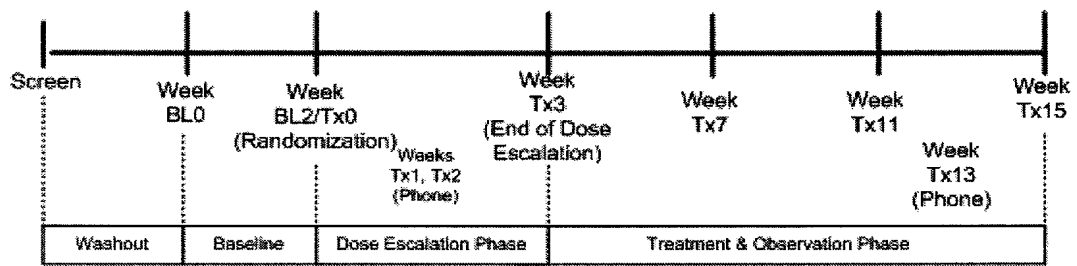 Screen
Week
BL0
Week
BL2/Tx0
(Randomization)
Weeks
Tx1, Tx2
(Phone)
Week
Tx3
(End of Dose
Escalation)
Week
Tx7
Week
Tx11
Week
Tx13
(Phone)
Week
Tx15
Washout
Baseline
Dose Escalation Phase
Treatment & Observation Phase